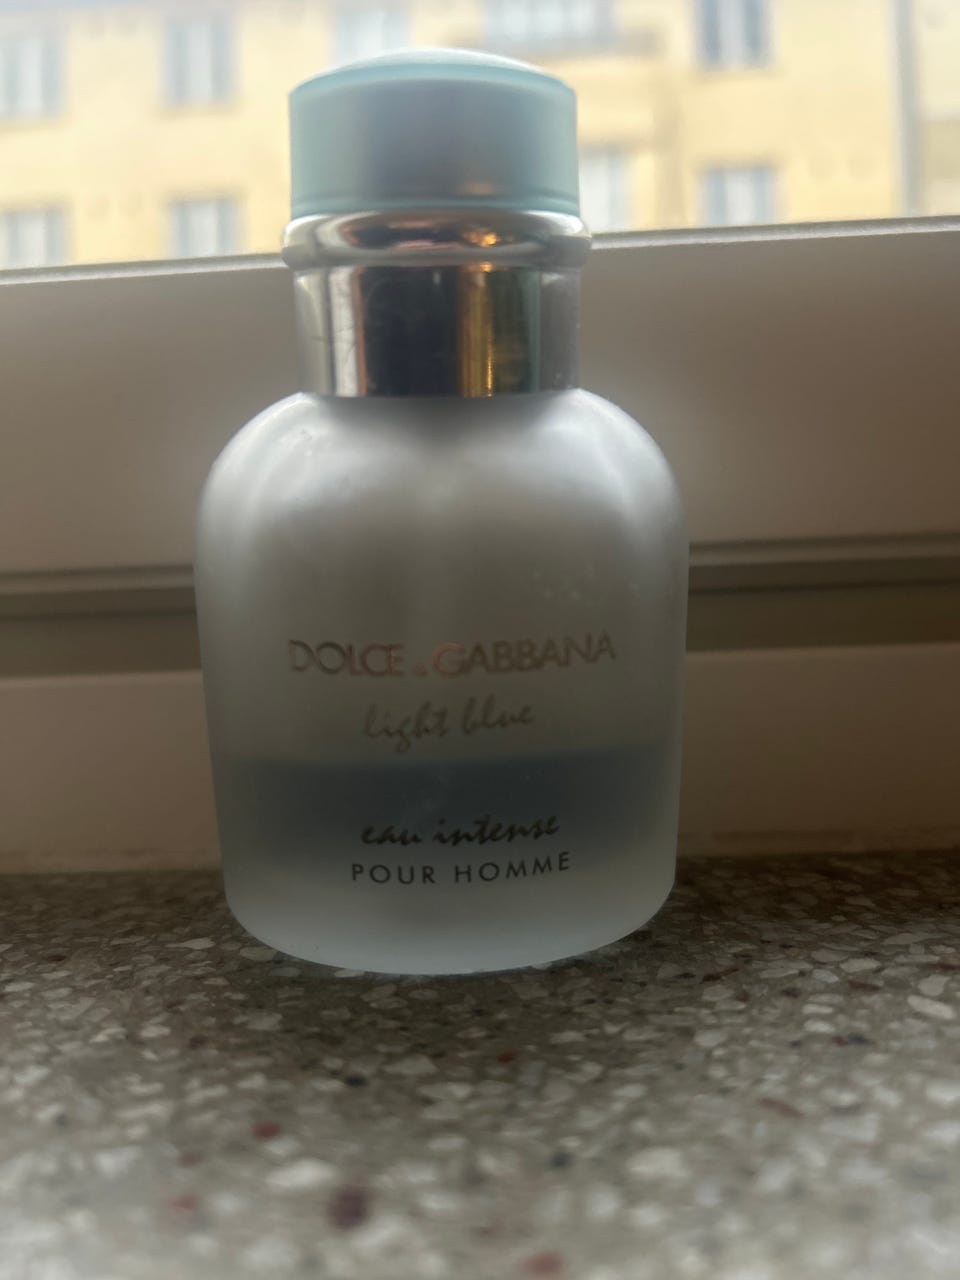 DOLCE & GABBANA
light blue
eau intense
POUR HOMME